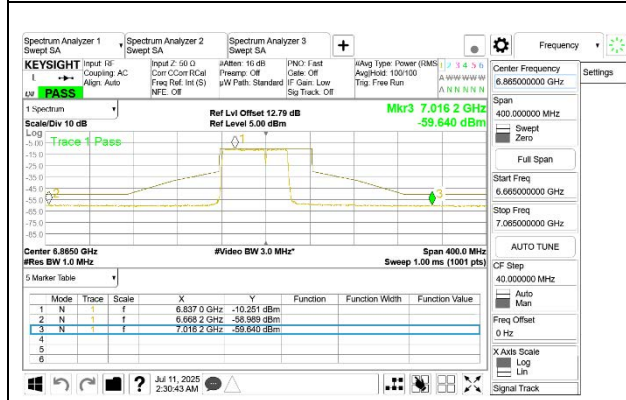 Spectrum Analyzer 1
Swept SA
Spectrum Analyzer 2
Swept SA
Spectrum Analyzer 3
Swept SA
+
Frequency
KEYSIGHT
L
PASS
Input: RF
Coupling: AC
Align: Auto
Input Z: 50 Ω
Corr CCorr RCal
Freq Ref: Int (S)
NFE: Off
#Atten: 16 dB
Preamp: Off
µW Path: Standard
PNO: Fast
Gate: Off
IF Gain: Low
Sig Track: Off
#Avg Type: Power (RMS)
Avg|Hold: 100/100
Trig: Free Run
1 2 3 4 5 6
A W W W W W
A N N N N N
Center Frequency
6.865000000 GHz
Settings
Span
400.000000 MHz
Swept
Zero
Full Span
Start Freq
6.665000000 GHz
Stop Freq
7.065000000 GHz
AUTO TUNE
CF Step
40.000000 MHz
Auto
Man
Freq Offset
0 Hz
X Axis Scale
Log
Lin
Signal Track
1 Spectrum
Scale/Div 10 dB
Ref Lvl Offset 12.79 dB
Ref Level 5.00 dBm
Mkr3 7.016 2 GHz
-59.640 dBm
Log
Trace 1 Pass
-5.00
-15.0
-25.0
-35.0
-45.0
-55.0
-65.0
-75.0
-85.0
1
2
3
Center 6.8650 GHz
#Res BW 1.0 MHz
#Video BW 3.0 MHz*
Span 400.0 MHz
Sweep 1.00 ms (1001 pts)
5 Marker Table
Mode Trace Scale X Y Function Function Width Function Value
1 N 1 f 6.837 0 GHz -10.251 dBm
2 N 1 f 6.668 2 GHz -58.989 dBm
3 N 1 f 7.016 2 GHz -59.640 dBm
4
5
6
?
Jul 11, 2025
2:30:43 AM